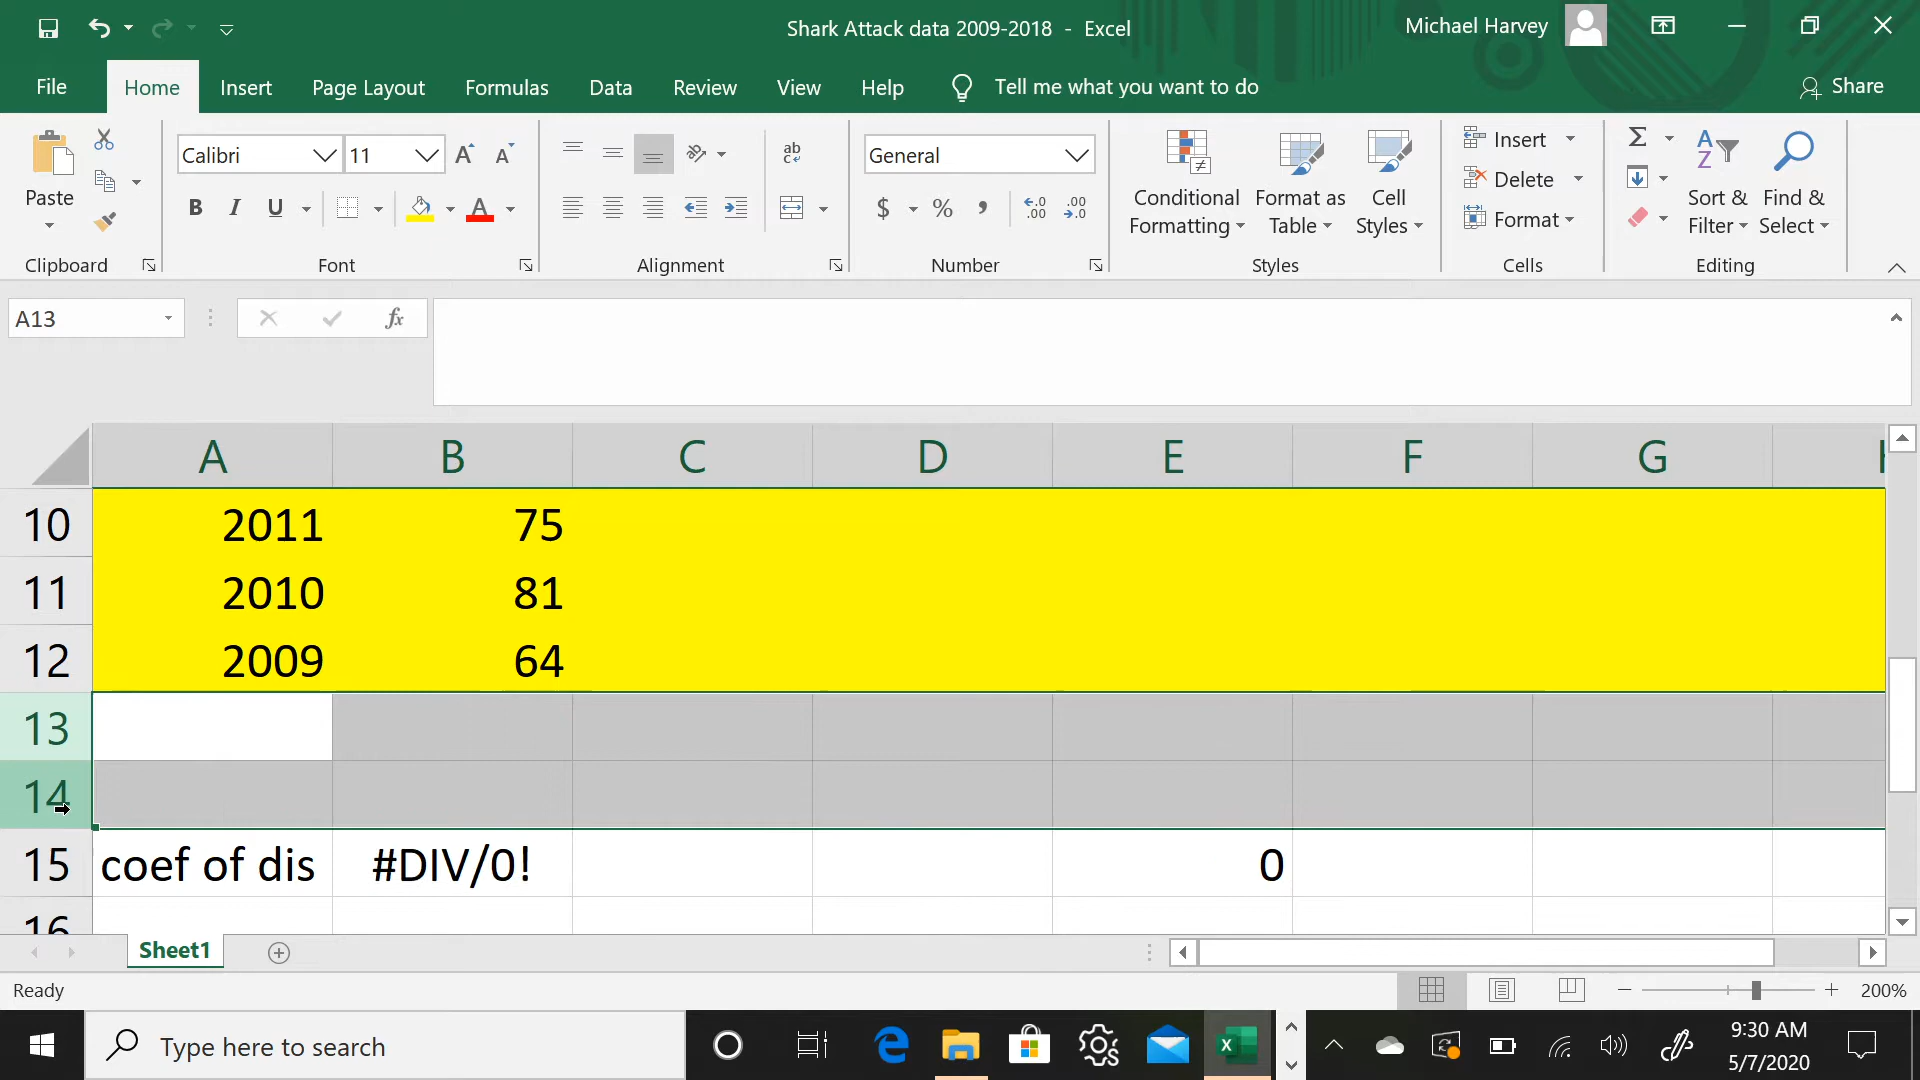 Shark Attack data 2009-2018 - Excel
Michael Harvey
File Home Insert Page Layout Formulas Data Review View Help Tell me what you want to do
Share
Paste
Clipboard
Calibri 11
B I U A
Font
ab
Alignment
General
$ % , .00 .00
Number
Conditional Formatting
Format as Table
Cell Styles
Styles
Insert
Delete
Format
Cells
Sort & Filter
Find & Select
Editing
A13
fx
A B C D E F G
10 2011 75
11 2010 81
12 2009 64
13
14
15 coef of dis #DIV/0! 0
16
Sheet1
Ready
200%
Type here to search
9:30 AM
5/7/2020